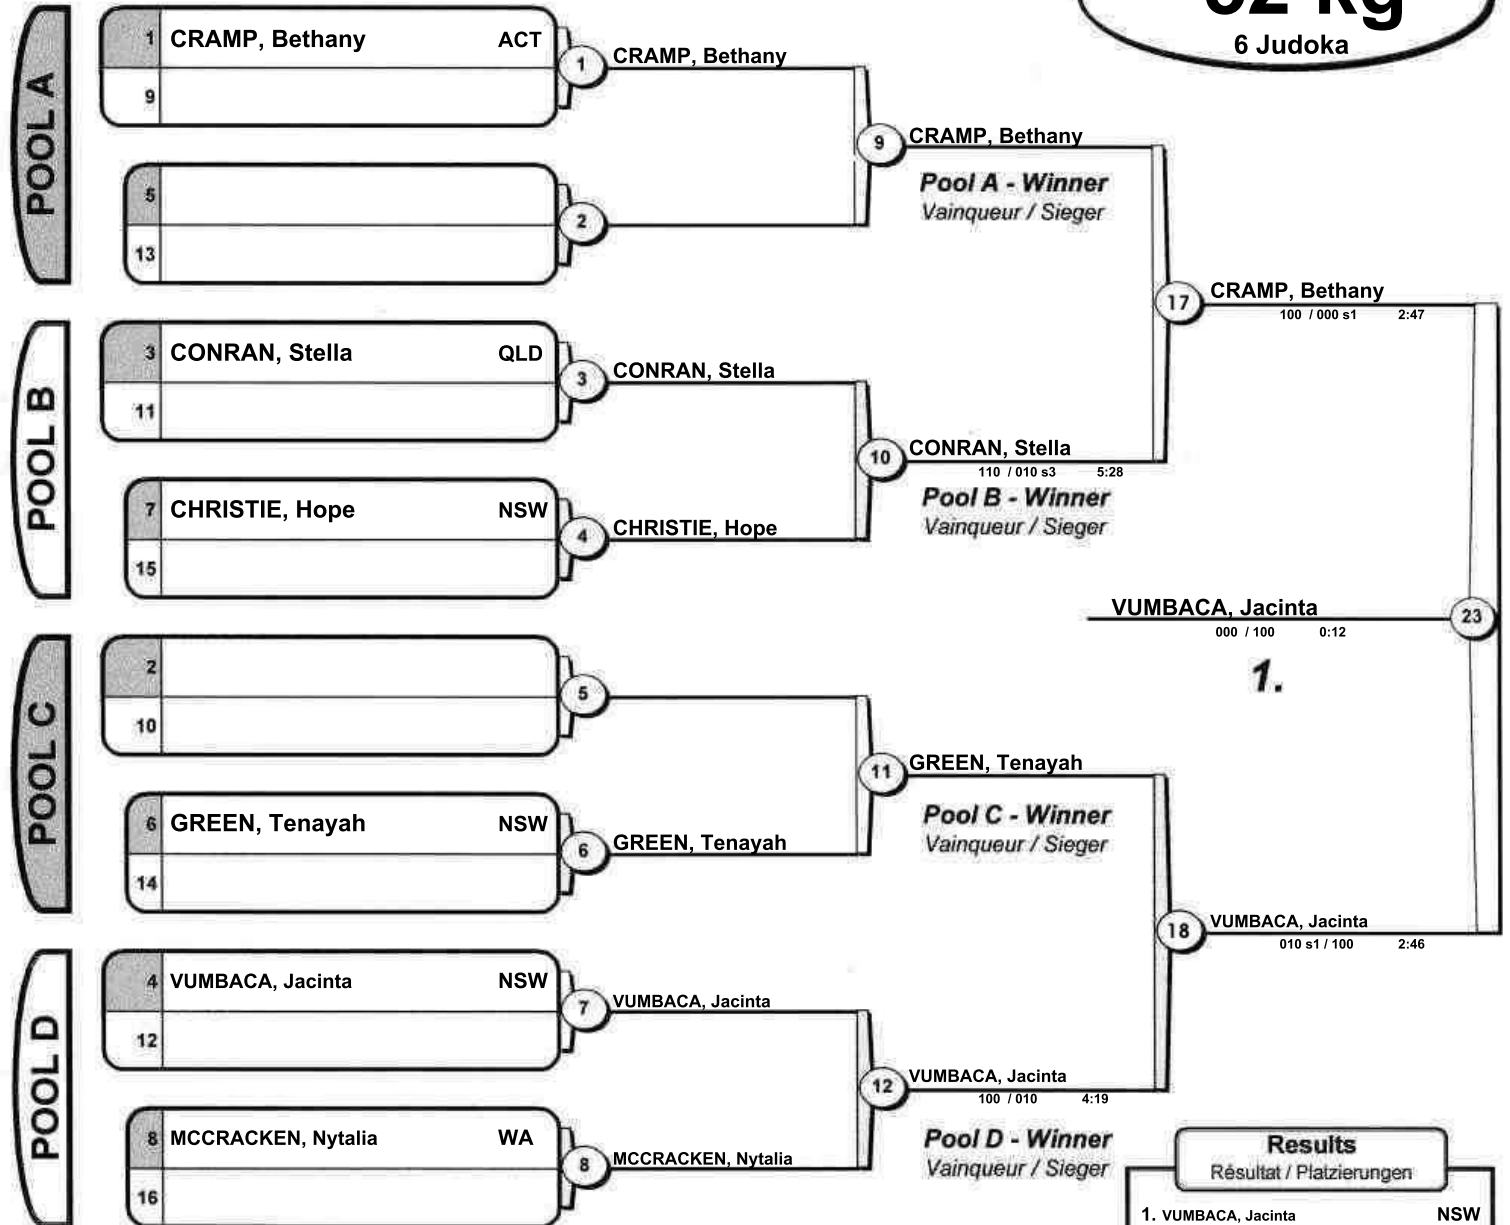 6 Judoka
POOL A
1 CRAMP, Bethany ACT
9
5
13
1 CRAMP, Bethany
2
9 CRAMP, Bethany
Pool A - Winner
Vainqueur / Sieger
POOL B
3 CONRAN, Stella QLD
11
7 CHRISTIE, Hope NSW
15
3 CONRAN, Stella
4 CHRISTIE, Hope
10 CONRAN, Stella
110 / 010 s3 5:28
Pool B - Winner
Vainqueur / Sieger
17 CRAMP, Bethany
100 / 000 s1 2:47
VUMBACA, Jacinta 23
000 / 100 0:12
1.
POOL C
2
10
6 GREEN, Tenayah NSW
14
5
6 GREEN, Tenayah
11 GREEN, Tenayah
Pool C - Winner
Vainqueur / Sieger
18 VUMBACA, Jacinta
010 s1 / 100 2:46
POOL D
4 VUMBACA, Jacinta NSW
12
8 MCCRACKEN, Nytalia WA
16
7 VUMBACA, Jacinta
8 MCCRACKEN, Nytalia
12 VUMBACA, Jacinta
100 / 010 4:19
Pool D - Winner
Vainqueur / Sieger
Results
Résultat / Platzierungen
1. VUMBACA, Jacinta NSW